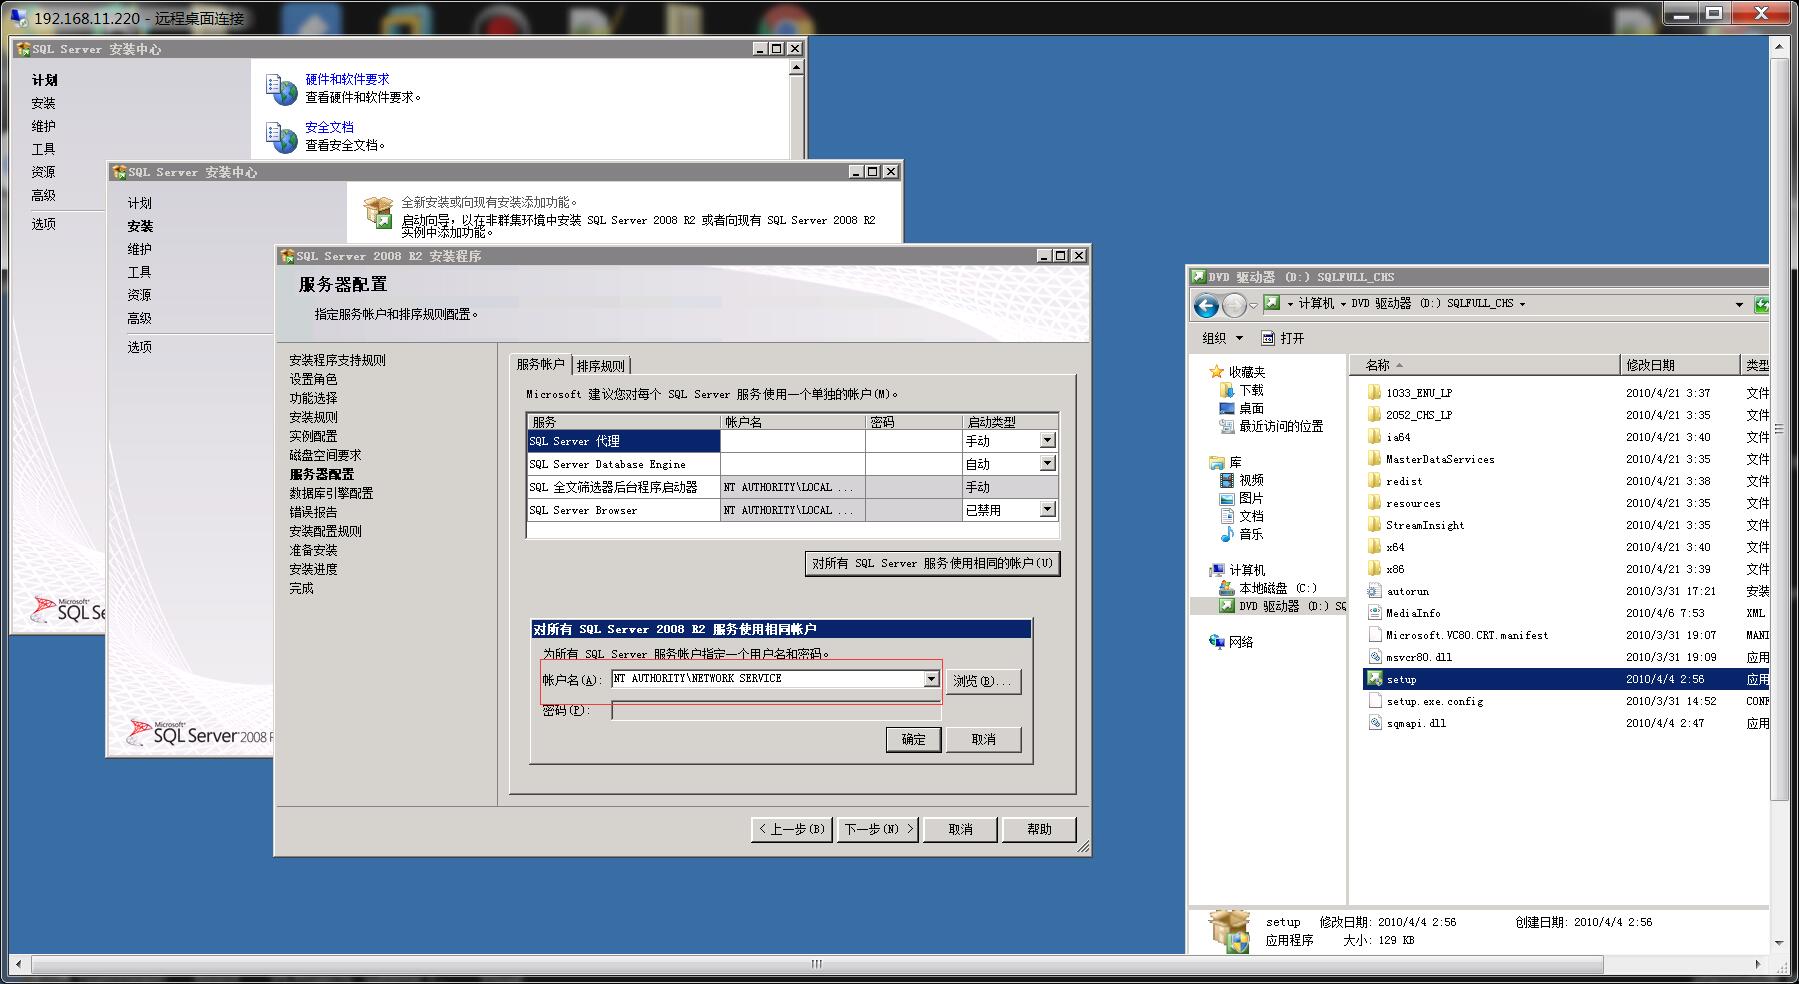 192.168.11.220 - 远程桌面连接
SQL Server 安装中心
计划
安装
维护
工具
资源
高级
选项
硬件和软件要求
查看硬件和软件要求。
安全文档
查看安全文档。
Microsoft
SQL Se
SQL Server 安装中心
计划
安装
维护
工具
资源
高级
选项
全新安装或向现有安装添加功能。
启动向导，以在非群集环境中安装 SQL Server 2008 R2 或者向现有 SQL Server 2008 R2
实例中添加功能。
Microsoft
SQL Server 2008 R
SQL Server 2008 R2 安装程序
服务器配置
指定服务帐户和排序规则配置。
安装程序支持规则
设置角色
功能选择
安装规则
实例配置
磁盘空间要求
服务器配置
数据库引擎配置
错误报告
安装配置规则
准备安装
安装进度
完成
服务帐户 排序规则
Microsoft 建议您对每个 SQL Server 服务使用一个单独的帐户(M)。
服务 帐户名 密码 启动类型
SQL Server 代理 手动
SQL Server Database Engine 自动
SQL 全文筛选器后台程序启动器 NT AUTHORITY\LOCAL ... 手动
SQL Server Browser NT AUTHORITY\LOCAL ... 已禁用
对所有 SQL Server 服务使用相同的帐户(U)
对所有 SQL Server 2008 R2 服务使用相同帐户
为所有 SQL Server 服务帐户指定一个用户名和密码。
帐户名(A): NT AUTHORITY\NETWORK SERVICE 浏览(B)...
密码(P):
确定 取消
< 上一步(B) 下一步(N) > 取消 帮助
DVD 驱动器 (D:) SQLFULL_CHS
计算机 DVD 驱动器 (D:) SQLFULL_CHS
组织 打开
收藏夹
下载
桌面
最近访问的位置
库
视频
图片
文档
音乐
计算机
本地磁盘 (C:)
DVD 驱动器 (D:) SQ
网络
名称 修改日期 类型
1033_ENU_LP 2010/4/21 3:37 文件
2052_CHS_LP 2010/4/21 3:35 文件
ia64 2010/4/21 3:40 文件
MasterDataServices 2010/4/21 3:35 文件
redist 2010/4/21 3:38 文件
resources 2010/4/21 3:35 文件
StreamInsight 2010/4/21 3:35 文件
x64 2010/4/21 3:40 文件
x86 2010/4/21 3:39 文件
autorun 2010/3/31 17:21 安装
MediaInfo 2010/4/6 7:53 XML
Microsoft.VC80.CRT.manifest 2010/3/31 19:07 MANI
msvcr80.dll 2010/3/31 19:09 应用
setup 2010/4/4 2:56 应用
setup.exe.config 2010/3/31 14:52 CONF
sqmapi.dll 2010/4/4 2:47 应用
setup 修改日期: 2010/4/4 2:56 创建日期: 2010/4/4 2:56
应用程序 大小: 129 KB